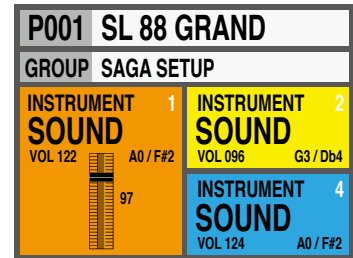 P001 SL 88 GRAND
GROUP SAGA SETUP
INSTRUMENT 1
SOUND
VOL 122 A0 / F#2
97
INSTRUMENT 2
SOUND
VOL 096 G3 / Db4
INSTRUMENT 4
SOUND
VOL 124 A0 / F#2